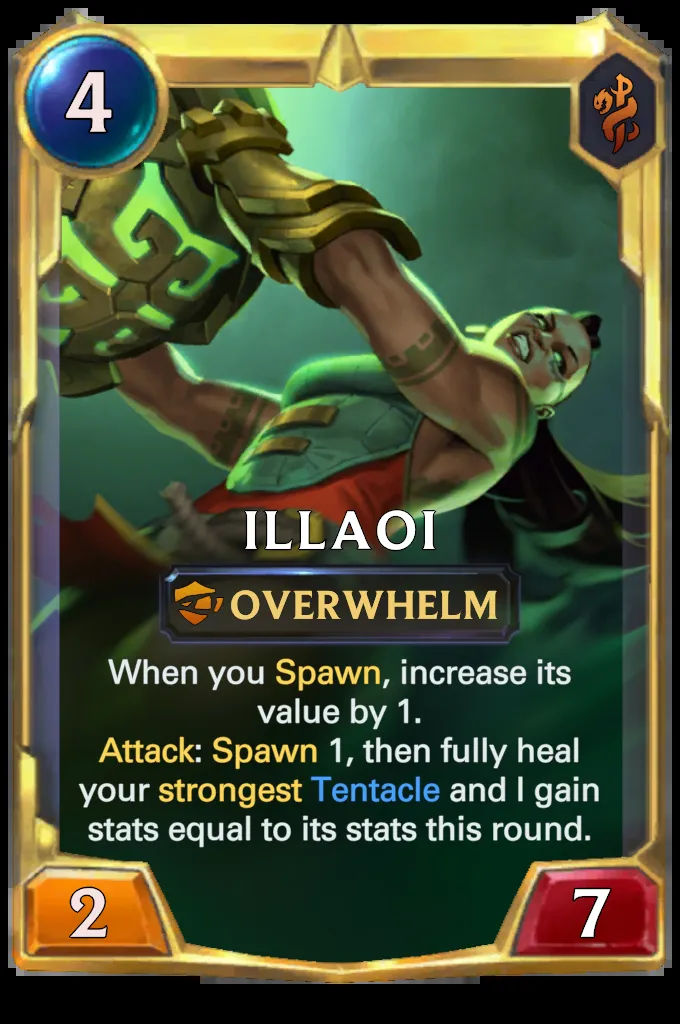 4
ILLAOI
OVERWHELM
When you Spawn, increase its
value by 1.
Attack: Spawn 1, then fully heal
your strongest Tentacle and I gain
stats equal to its stats this round.
2
7